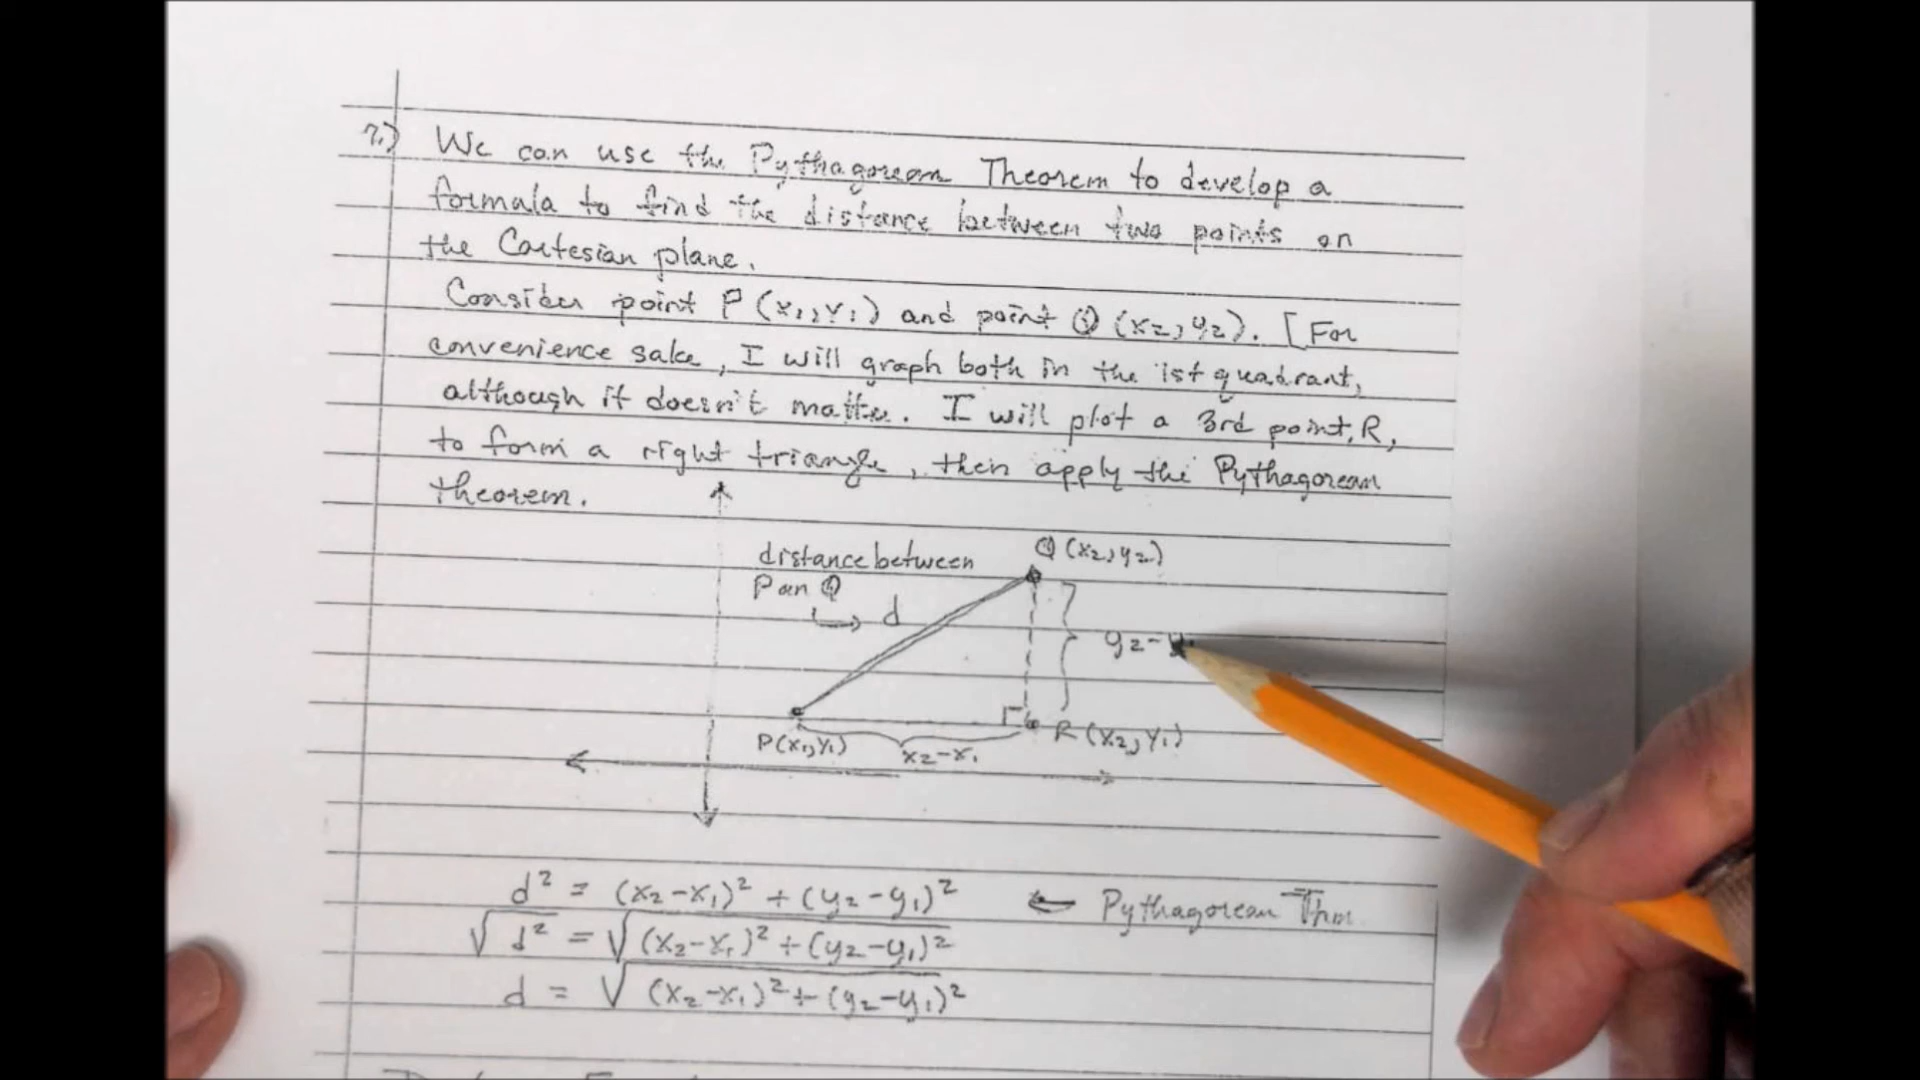 7.) We can use the Pythagorean Theorem to develop a
formula to find the distance between two points on
the Cartesian plane.
Consider point P (x₁, y₁) and point Q (x₂, y₂). [For
convenience sake, I will graph both in the 1st quadrant,
although it doesn't matter. I will plot a 3rd point, R,
to form a right triangle, then apply the Pythagorean
theorem.
Q (x₂, y₂)
distance between
P an Q
d
y₂ - y₁
P(x₁, y₁)
x₂ - x₁
R (x₂, y₁)
d² = (x₂ - x₁)² + (y₂ - y₁)² ← Pythagorean Thm
√d² = √(x₂ - x₁)² + (y₂ - y₁)²
d = √(x₂ - x₁)² + (y₂ - y₁)²